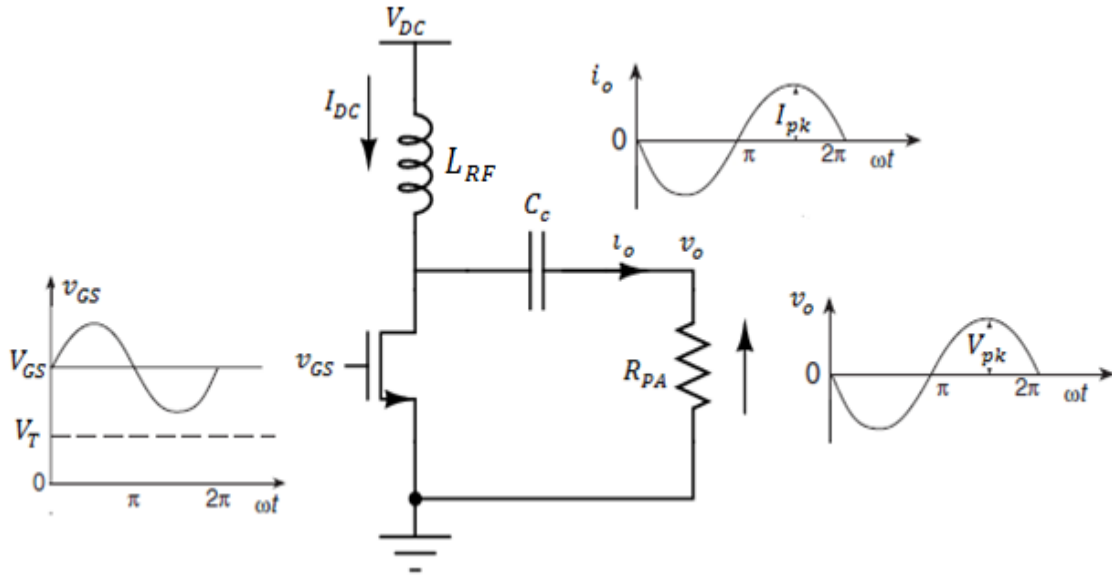 V_DC
I_DC
L_RF
C_c
i_o
v_o
R_PA
v_GS
i_o
0
I_pk
π
2π
ωt
v_GS
V_GS
V_T
0
π
2π
ωt
v_o
0
V_pk
π
2π
ωt